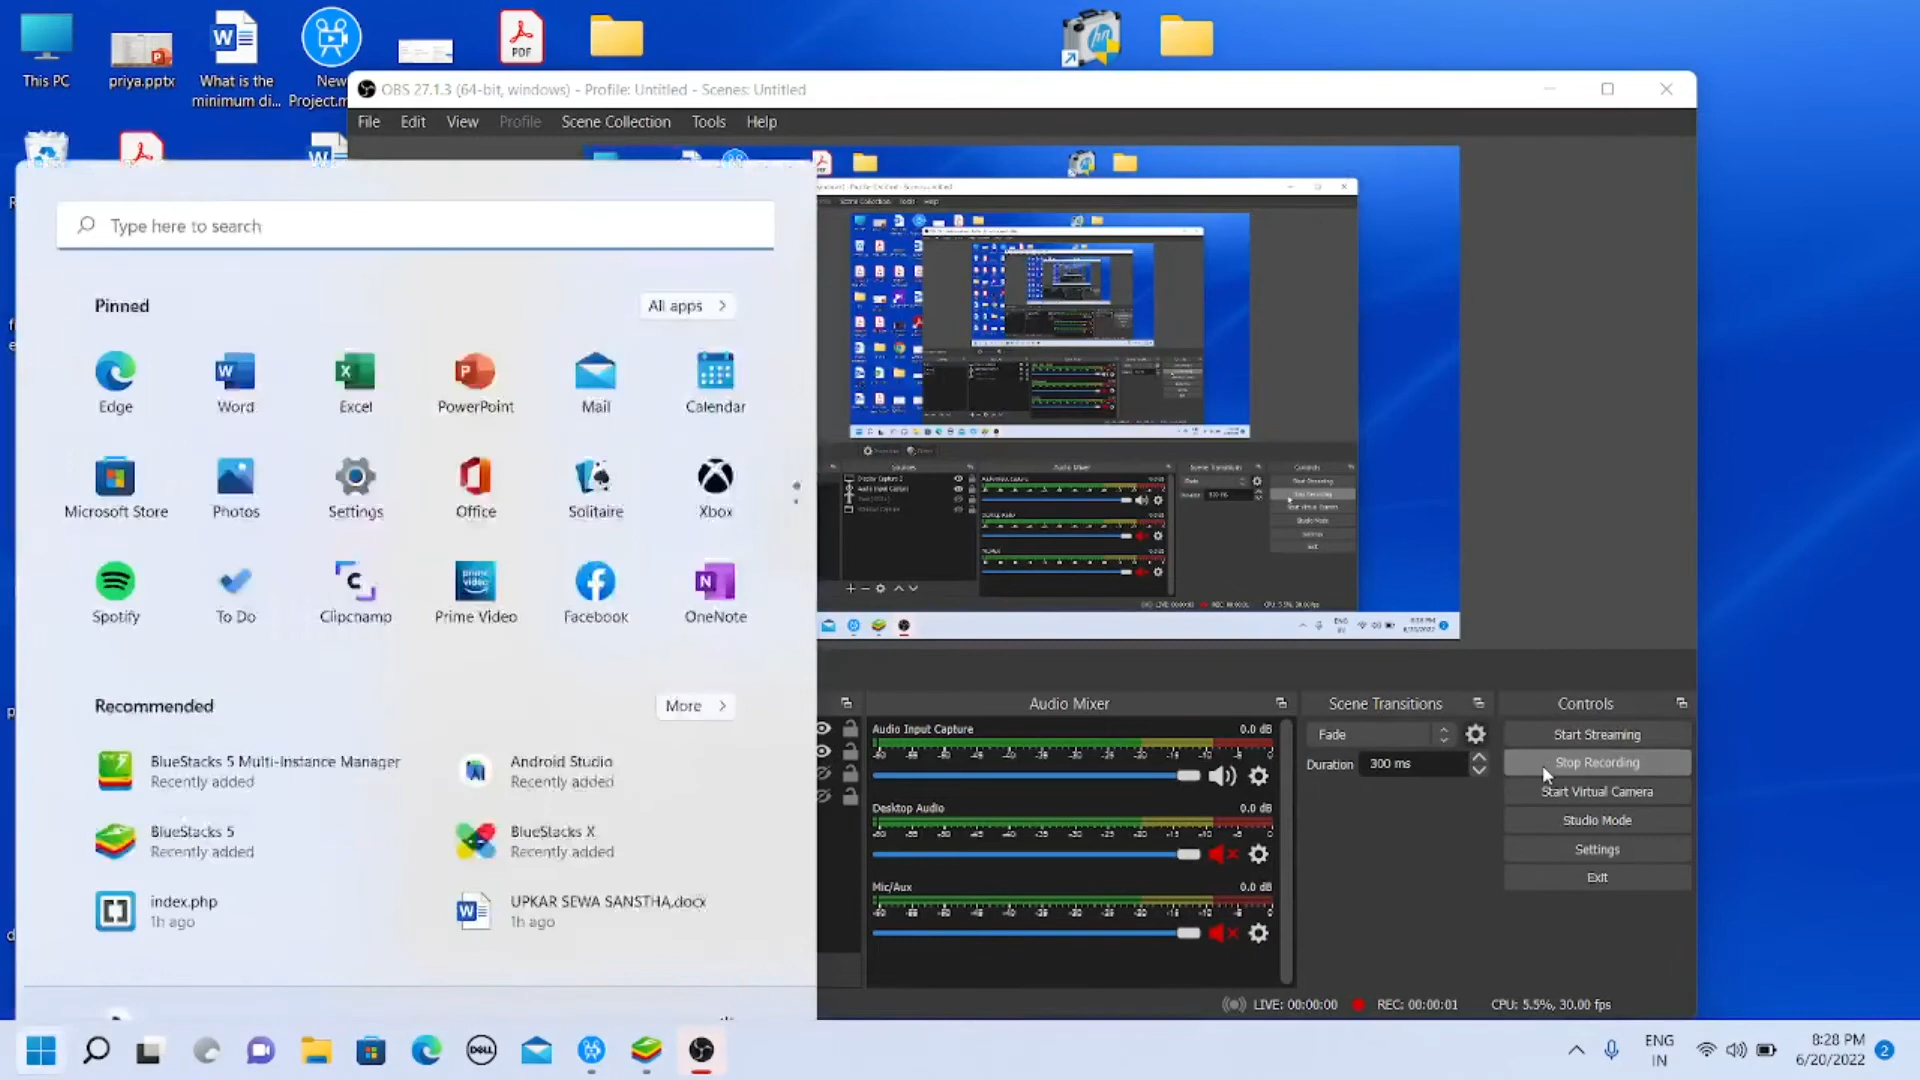 This PC
priya.pptx
What is the
minimum di...
New
Project.m
PDF
OBS 27.1.3 (64-bit, windows) - Profile: Untitled - Scenes: Untitled
File Edit View Profile Scene Collection Tools Help
Type here to search
Pinned
All apps
Edge Word Excel PowerPoint Mail Calendar
Microsoft Store Photos Settings Office Solitaire Xbox
prime video
Spotify To Do Clipchamp Prime Video Facebook OneNote
Recommended
More
BlueStacks 5 Multi-Instance Manager
Recently added
Android Studio
Recently added
BlueStacks 5
Recently added
BlueStacks X
Recently added
index.php
1h ago
UPKAR SEWA SANSTHA.docx
1h ago
Audio Mixer
Audio Input Capture 0.0 dB
Desktop Audio 0.0 dB
Mic/Aux 0.0 dB
Scene Transitions
Fade
Duration 300 ms
Controls
Start Streaming
Stop Recording
Start Virtual Camera
Studio Mode
Settings
Exit
LIVE: 00:00:00 REC: 00:00:01 CPU: 5.5%, 30.00 fps
DELL
ENG
IN
8:28 PM
6/20/2022
2